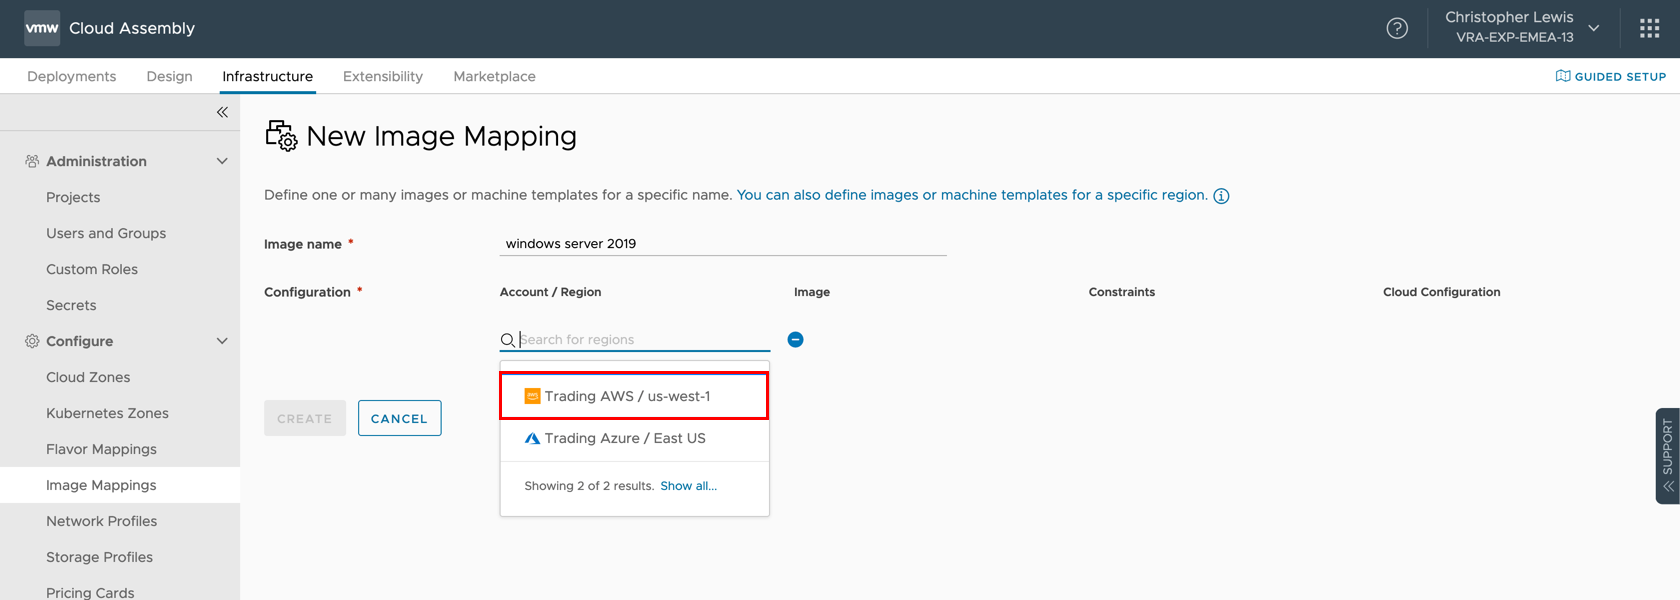 vmw Cloud Assembly
Christopher Lewis
VRA-EXP-EMEA-13
Deployments Design Infrastructure Extensibility Marketplace
GUIDED SETUP
Administration
Projects
Users and Groups
Custom Roles
Secrets
Configure
Cloud Zones
Kubernetes Zones
Flavor Mappings
Image Mappings
Network Profiles
Storage Profiles
Pricing Cards
New Image Mapping
Define one or many images or machine templates for a specific name. You can also define images or machine templates for a specific region.
Image name * windows server 2019
Configuration * Account / Region Image Constraints Cloud Configuration
Search for regions
Trading AWS / us-west-1
Trading Azure / East US
Showing 2 of 2 results. Show all...
CREATE CANCEL
SUPPORT